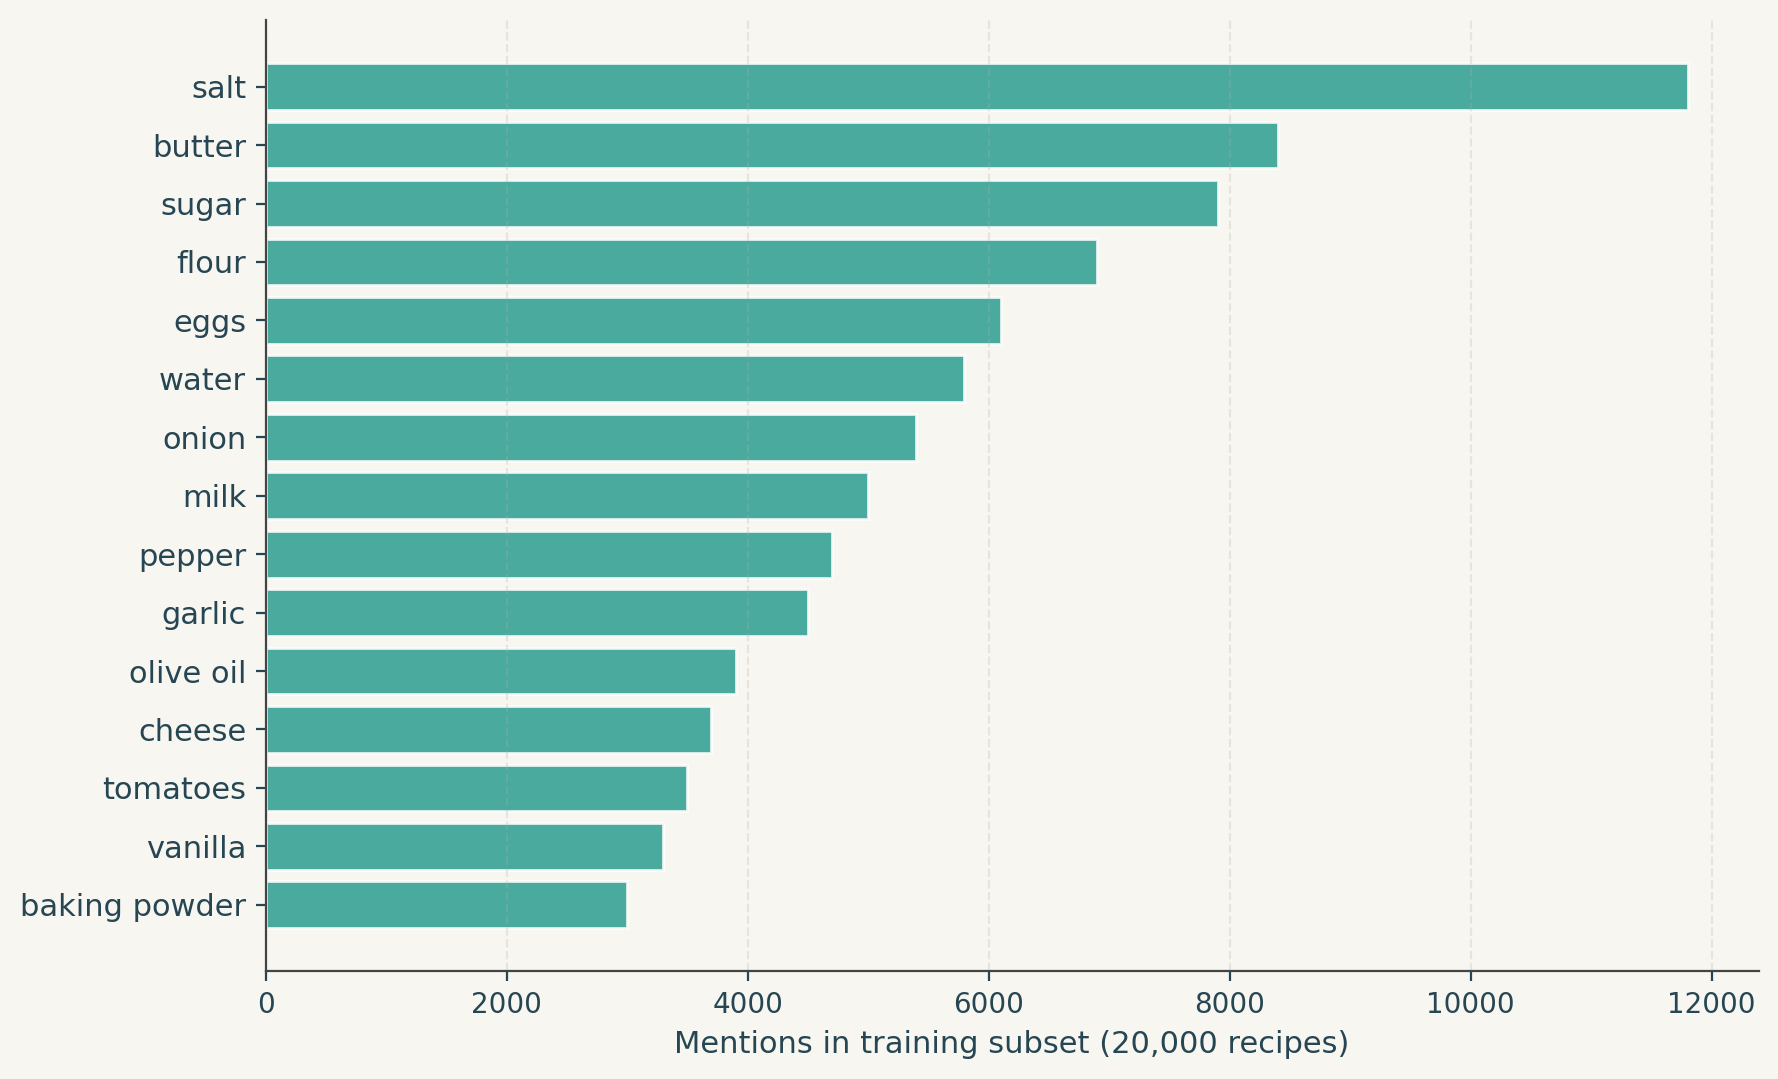 salt
butter
sugar
flour
eggs
water
onion
milk
pepper
garlic
olive oil
cheese
tomatoes
vanilla
baking powder
0 2000 4000 6000 8000 10000 12000
Mentions in training subset (20,000 recipes)